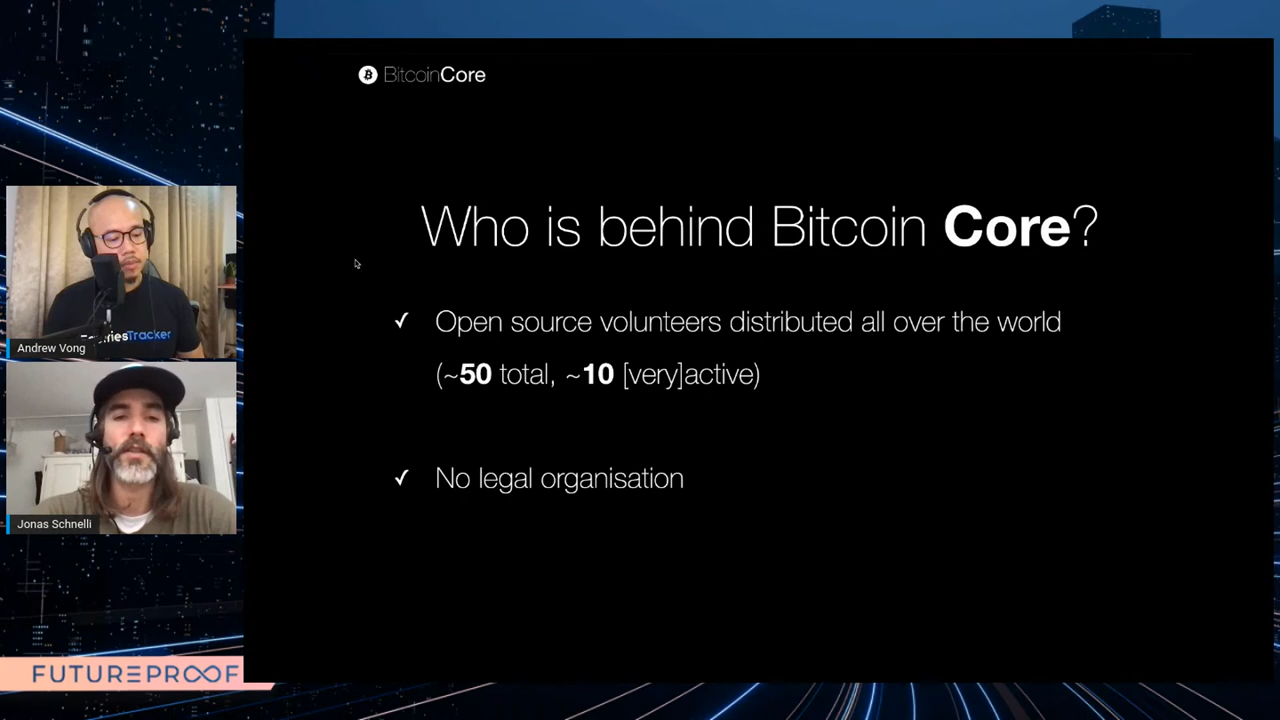 BitcoinCore
Who is behind Bitcoin Core?
✓ Open source volunteers distributed all over the world
(~50 total, ~10 [very]active)
✓ No legal organisation
Tracker
Andrew Vong
Jonas Schnelli
FUTUREPROOF